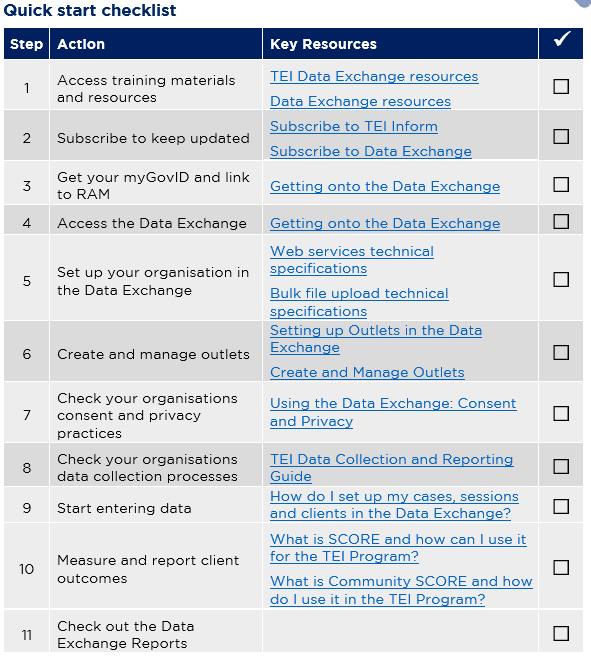 Quick start checklist
Step Action Key Resources ✓
1 Access training materials and resources
TEI Data Exchange resources
Data Exchange resources
☐
2 Subscribe to keep updated
Subscribe to TEI Inform
Subscribe to Data Exchange
☐
3 Get your myGovID and link to RAM
Getting onto the Data Exchange
☐
4 Access the Data Exchange
Getting onto the Data Exchange
☐
5 Set up your organisation in the Data Exchange
Web services technical specifications
Bulk file upload technical specifications
☐
6 Create and manage outlets
Setting up Outlets in the Data Exchange
Create and Manage Outlets
☐
7 Check your organisations consent and privacy practices
Using the Data Exchange: Consent and Privacy
☐
8 Check your organisations data collection processes
TEI Data Collection and Reporting Guide
☐
9 Start entering data
How do I set up my cases, sessions and clients in the Data Exchange?
☐
10 Measure and report client outcomes
What is SCORE and how can I use it for the TEI Program?
What is Community SCORE and how do I use it in the TEI Program?
☐
11 Check out the Data Exchange Reports
☐